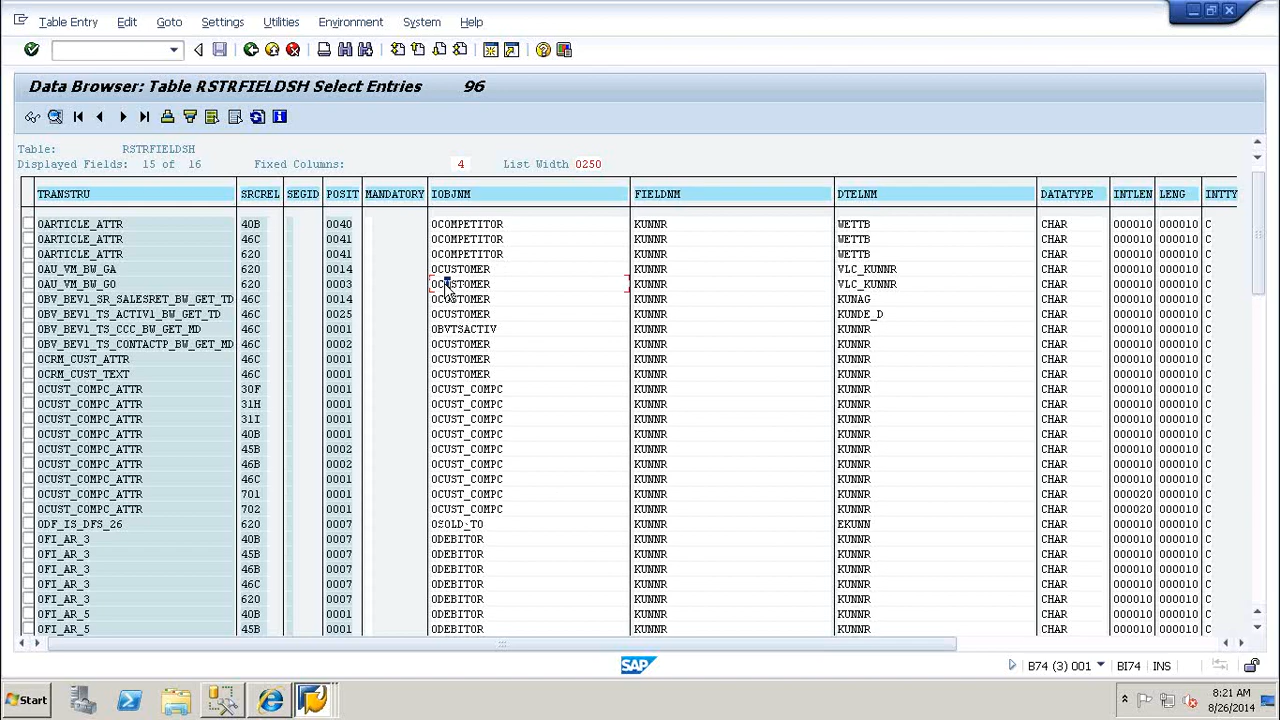 Table Entry Edit Goto Settings Utilities Environment System Help
Data Browser: Table RSTRFIELDSH Select Entries 96
Table: RSTRFIELDSH
Displayed Fields: 15 of 16 Fixed Columns: 4 List Width 0250
TRANSTRU SRCREL SEGID POSIT MANDATORY IOBJNM FIELDNM DTELNM DATATYPE INTLEN LENG INTTY
0ARTICLE_ATTR 40B 0040 0COMPETITOR KUNNR WETTB CHAR 000010 000010 C
0ARTICLE_ATTR 46C 0041 0COMPETITOR KUNNR WETTB CHAR 000010 000010 C
0ARTICLE_ATTR 620 0041 0COMPETITOR KUNNR WETTB CHAR 000010 000010 C
0AU_VM_BW_GA 620 0014 0CUSTOMER KUNNR VLC_KUNNR CHAR 000010 000010 C
0AU_VM_BW_GO 620 0003 0CUSTOMER KUNNR VLC_KUNNR CHAR 000010 000010 C
0BV_BEV1_SR_SALESRET_BW_GET_TD 46C 0014 0CUSTOMER KUNNR KUNAG CHAR 000010 000010 C
0BV_BEV1_TS_ACTIV1_BW_GET_TD 46C 0025 0CUSTOMER KUNNR KUNDE_D CHAR 000010 000010 C
0BV_BEV1_TS_CCC_BW_GET_MD 46C 0001 0BVTSACTIV KUNNR KUNNR CHAR 000010 000010 C
0BV_BEV1_TS_CONTACTP_BW_GET_MD 46C 0002 0CUSTOMER KUNNR KUNNR CHAR 000010 000010 C
0CRM_CUST_ATTR 46C 0001 0CUSTOMER KUNNR KUNNR CHAR 000010 000010 C
0CRM_CUST_TEXT 46C 0001 0CUSTOMER KUNNR KUNNR CHAR 000010 000010 C
0CUST_COMPC_ATTR 30F 0001 0CUST_COMPC KUNNR KUNNR CHAR 000010 000010 C
0CUST_COMPC_ATTR 31H 0001 0CUST_COMPC KUNNR KUNNR CHAR 000010 000010 C
0CUST_COMPC_ATTR 31I 0001 0CUST_COMPC KUNNR KUNNR CHAR 000010 000010 C
0CUST_COMPC_ATTR 40B 0001 0CUST_COMPC KUNNR KUNNR CHAR 000010 000010 C
0CUST_COMPC_ATTR 45B 0002 0CUST_COMPC KUNNR KUNNR CHAR 000010 000010 C
0CUST_COMPC_ATTR 46B 0002 0CUST_COMPC KUNNR KUNNR CHAR 000010 000010 C
0CUST_COMPC_ATTR 46C 0001 0CUST_COMPC KUNNR KUNNR CHAR 000010 000010 C
0CUST_COMPC_ATTR 701 0001 0CUST_COMPC KUNNR KUNNR CHAR 000020 000010 C
0CUST_COMPC_ATTR 702 0001 0CUST_COMPC KUNNR KUNNR CHAR 000020 000010 C
0DF_IS_DFS_26 620 0007 0SOLD_TO KUNNR EKUNN CHAR 000010 000010 C
0FI_AR_3 40B 0007 0DEBITOR KUNNR KUNNR CHAR 000010 000010 C
0FI_AR_3 45B 0007 0DEBITOR KUNNR KUNNR CHAR 000010 000010 C
0FI_AR_3 46B 0007 0DEBITOR KUNNR KUNNR CHAR 000010 000010 C
0FI_AR_3 46C 0007 0DEBITOR KUNNR KUNNR CHAR 000010 000010 C
0FI_AR_3 620 0007 0DEBITOR KUNNR KUNNR CHAR 000010 000010 C
0FI_AR_5 40B 0001 0DEBITOR KUNNR KUNNR CHAR 000010 000010 C
0FI_AR_5 45B 0001 0DEBITOR KUNNR KUNNR CHAR 000010 000010 C
SAP B74 (3) 001 BI74 INS
Start 8:21 AM
8/26/2014